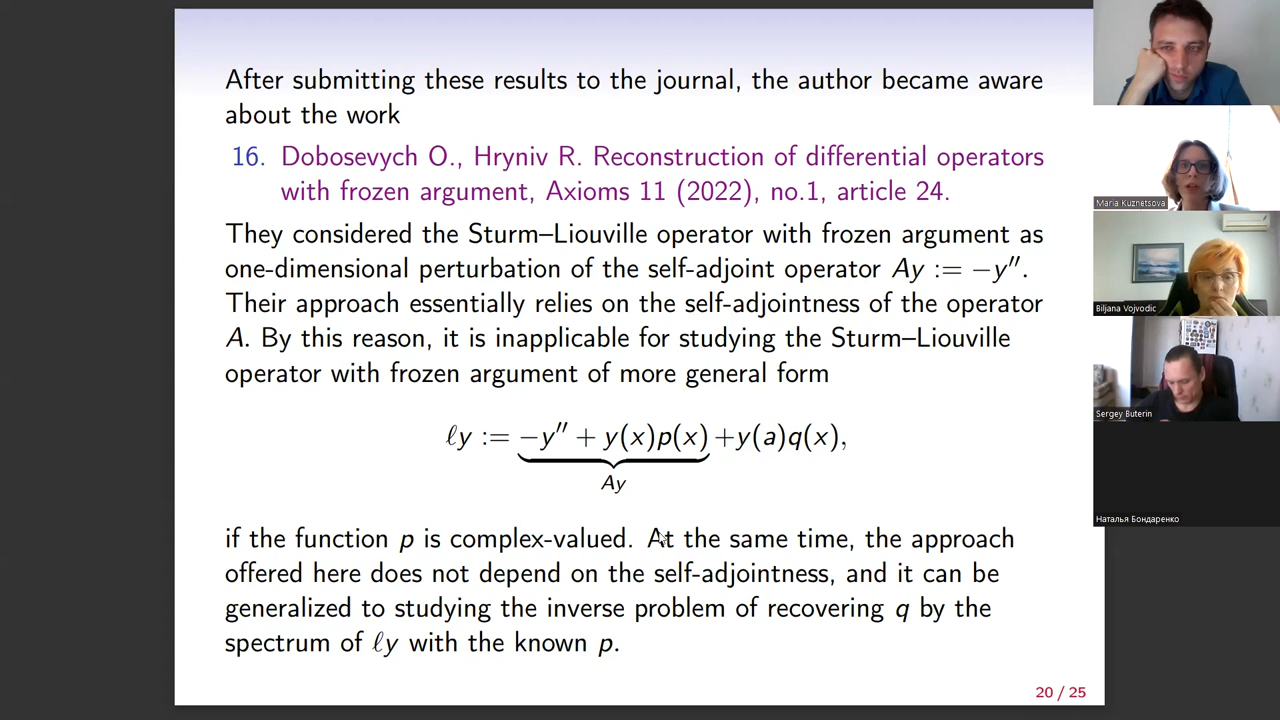 After submitting these results to the journal, the author became aware
about the work
16. Dobosevych O., Hryniv R. Reconstruction of differential operators
with frozen argument, Axioms 11 (2022), no.1, article 24.
They considered the Sturm–Liouville operator with frozen argument as
one-dimensional perturbation of the self-adjoint operator Ay := −y″.
Their approach essentially relies on the self-adjointness of the operator
A. By this reason, it is inapplicable for studying the Sturm–Liouville
operator with frozen argument of more general form
ℓy := −y″ + y(x)p(x) +y(a)q(x),
Ay
if the function p is complex-valued. At the same time, the approach
offered here does not depend on the self-adjointness, and it can be
generalized to studying the inverse problem of recovering q by the
spectrum of ℓy with the known p.
20 / 25
Maria Kuznetsova
Biljana Vojvodic
Sergey Buterin
Наталья Бондаренко